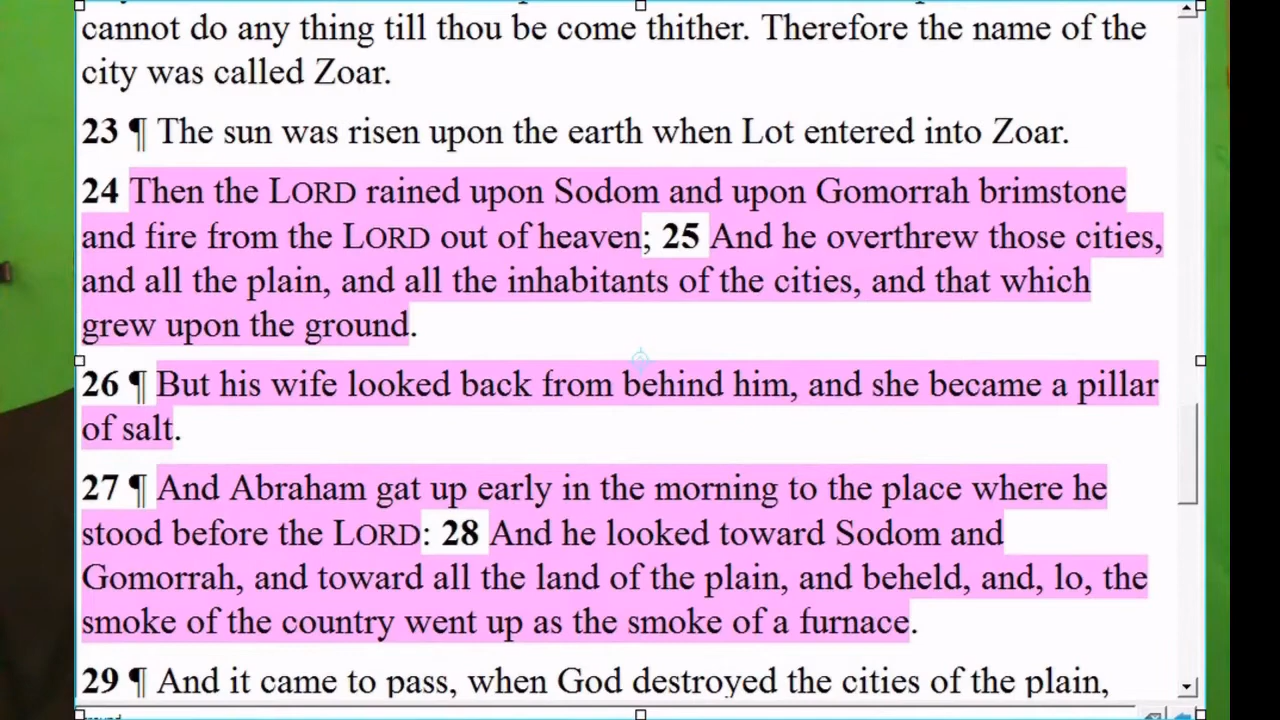 cannot do any thing till thou be come thither. Therefore the name of the
city was called Zoar.
23 ¶ The sun was risen upon the earth when Lot entered into Zoar.
24 Then the LORD rained upon Sodom and upon Gomorrah brimstone
and fire from the LORD out of heaven; 25 And he overthrew those cities,
and all the plain, and all the inhabitants of the cities, and that which
grew upon the ground.
26 ¶ But his wife looked back from behind him, and she became a pillar
of salt.
27 ¶ And Abraham gat up early in the morning to the place where he
stood before the LORD: 28 And he looked toward Sodom and
Gomorrah, and toward all the land of the plain, and beheld, and, lo, the
smoke of the country went up as the smoke of a furnace.
29 ¶ And it came to pass, when God destroyed the cities of the plain,